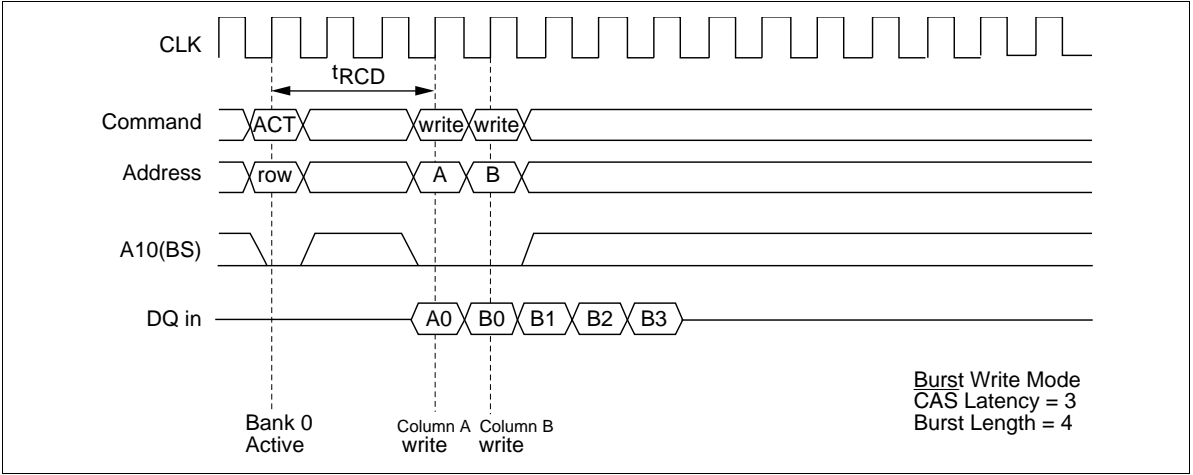 CLK
tRCD
Command ACT write write
Address row A B
A10(BS)
DQ in A0 B0 B1 B2 B3
Burst Write Mode
CAS Latency = 3
Burst Length = 4
Bank 0
Active
Column A Column B
write write